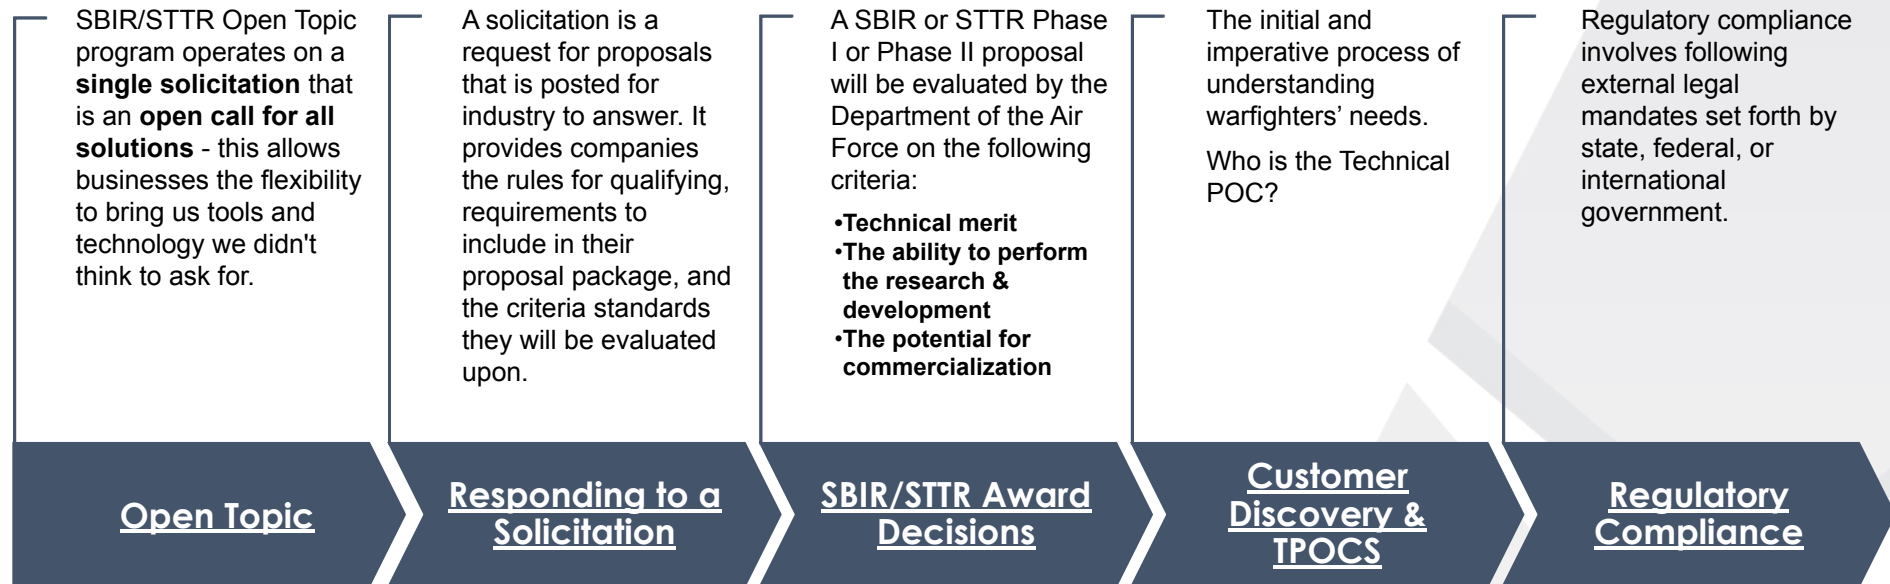 SBIR/STTR Open Topic
program operates on a
single solicitation that
is an open call for all
solutions - this allows
businesses the flexibility
to bring us tools and
technology we didn't
think to ask for.
Open Topic
A solicitation is a
request for proposals
that is posted for
industry to answer. It
provides companies
the rules for qualifying,
requirements to
include in their
proposal package, and
the criteria standards
they will be evaluated
upon.
Responding to a
Solicitation
A SBIR or STTR Phase
I or Phase II proposal
will be evaluated by the
Department of the Air
Force on the following
criteria:
•Technical merit
•The ability to perform
the research &
development
•The potential for
commercialization
SBIR/STTR Award
Decisions
The initial and
imperative process of
understanding
warfighters’ needs.
Who is the Technical
POC?
Customer
Discovery &
TPOCS
Regulatory compliance
involves following
external legal
mandates set forth by
state, federal, or
international
government.
Regulatory
Compliance